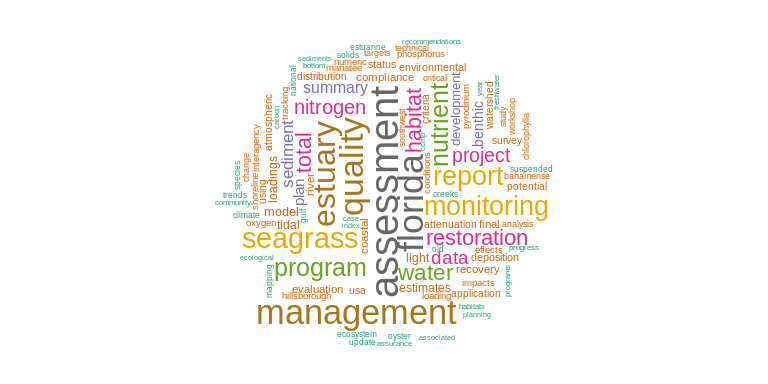 recommendations
estuarine
technical
solids
targets
phosphorus
sediments
numeric
bottom
manatee
status
environmental
distribution
compliance
critical
national
summary
tracking
nitrogen
carbon
atmospheric
habitat
nutrient
criteria
southwest
ccmp
development
pyrodinium
benthic
watershed
year
freshwater
study
workshop
survey
chlorophylla
assessment
florida
quality
estuary
total
sediment
plan
river
interagency
change
species
shoreline
using
loadings
trends
community
project
report
conditions
suspended
bahamense
potential
creeks
monitoring
model
tidal
gulf
climate
oxygen
case
index
coastal
attenuation
final
analysis
seagrass
restoration
old
effects
progress
ecological
light
data
deposition
program
water
recovery
mapping
evaluation
usa
estimates
impacts
programs
hillsborough
loading
application
management
habitats
planning
ecosystem
oyster
associated
update
assurance